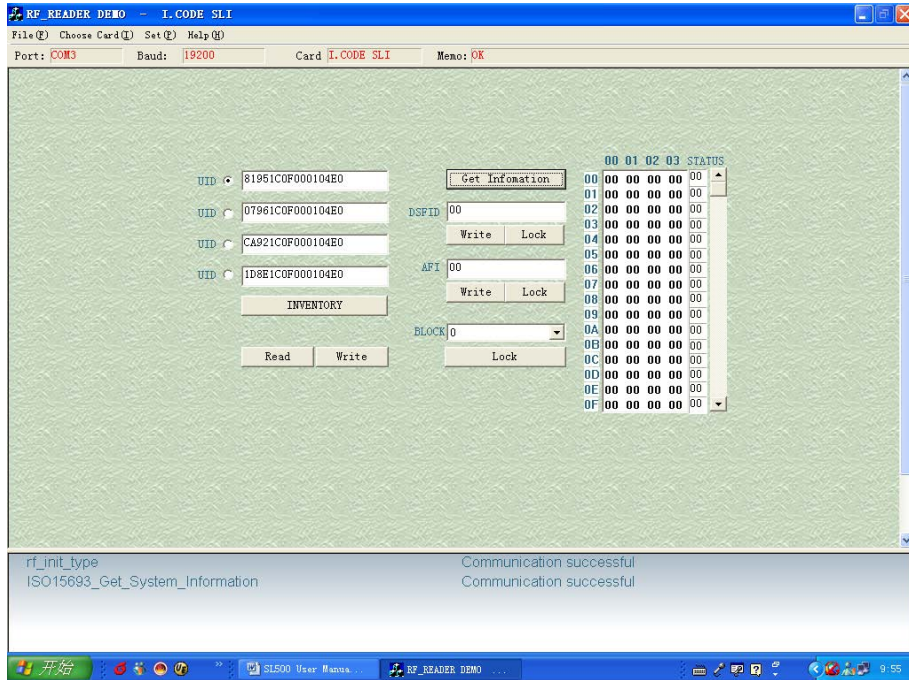 RF_READER DEMO - I.CODE SLI
File(F) Choose Card(I) Set(P) Help(H)
Port: COM3 Baud: 19200 Card I.CODE SLI Memo: OK
00 01 02 03 STATUS
UID 81951C0F000104E0
UID 07961C0F000104E0
UID CA921C0F000104E0
UID 1D8E1C0F000104E0
INVENTORY
Read Write
Get Infomation
DSFID 00
Write Lock
AFI 00
Write Lock
BLOCK 0
Lock
00 00 00 00 00 00
01 00 00 00 00 00
02 00 00 00 00 00
03 00 00 00 00 00
04 00 00 00 00 00
05 00 00 00 00 00
06 00 00 00 00 00
07 00 00 00 00 00
08 00 00 00 00 00
09 00 00 00 00 00
0A 00 00 00 00 00
0B 00 00 00 00 00
0C 00 00 00 00 00
0D 00 00 00 00 00
0E 00 00 00 00 00
0F 00 00 00 00 00
rf_init_type Communication successful
ISO15693_Get_System_Information Communication successful
开始 SL500 User Manua... RF_READER DEMO ... 9:55